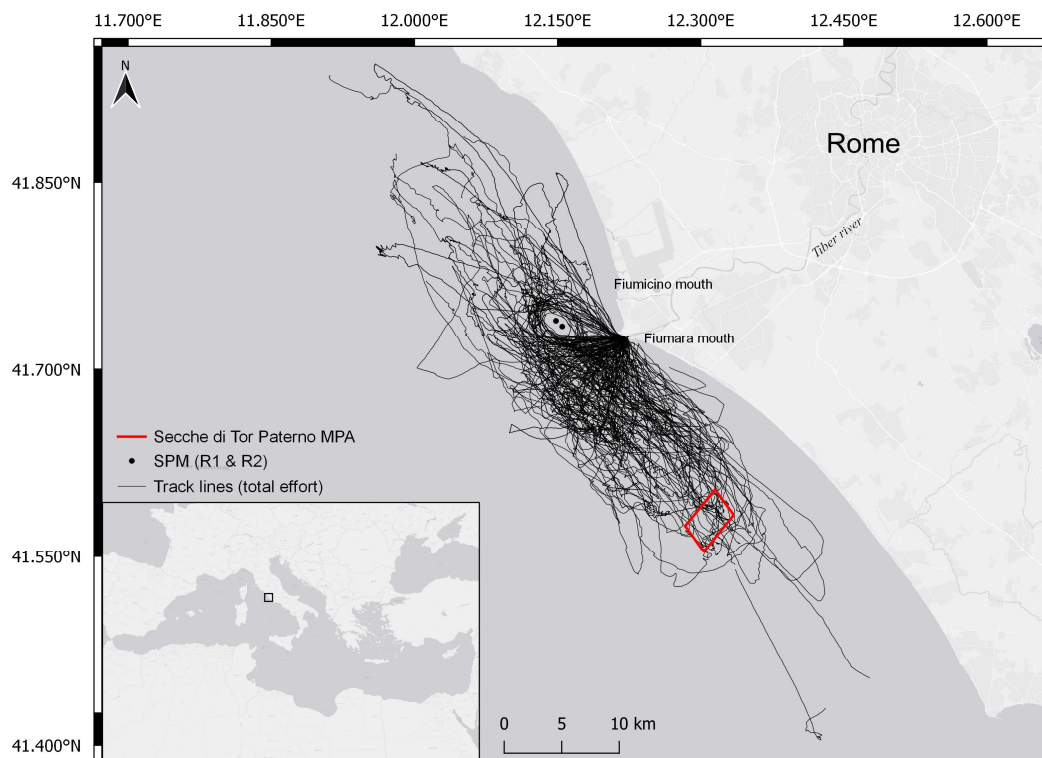 11.700°E 11.850°E 12.000°E 12.150°E 12.300°E 12.450°E 12.600°E
N
Rome
41.850°N
Tiber river
Fiumicino mouth
Fiumara mouth
41.700°N
Secche di Tor Paterno MPA
SPM (R1 & R2)
Track lines (total effort)
41.550°N
0 5 10 km
41.400°N